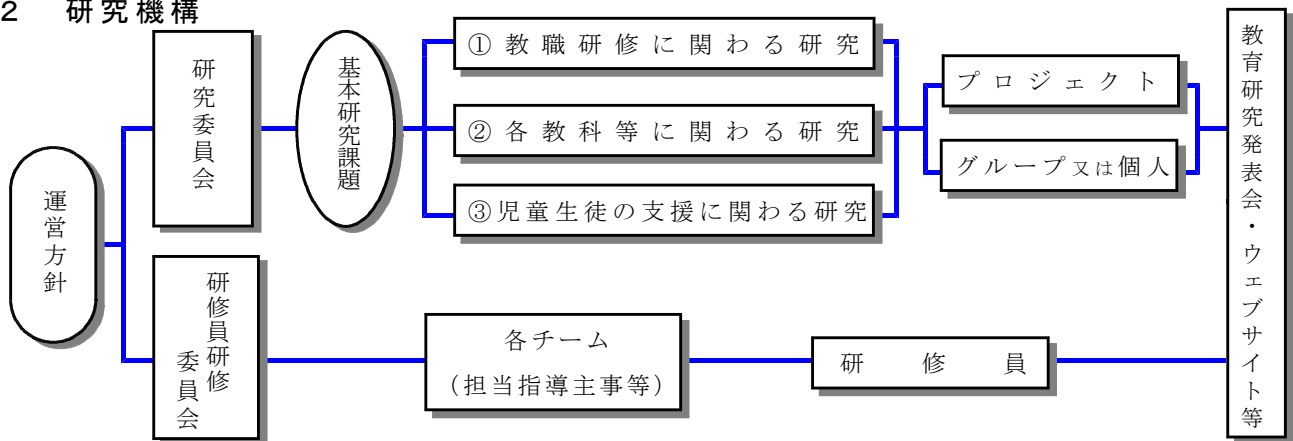 ２　研究機構
運営方針
研究委員会
基本研究課題
①教職研修に関わる研究
②各教科等に関わる研究
③児童生徒の支援に関わる研究
プロジェクト
グループ又は個人
教育研究発表会・ウェブサイト等
研修員研修
委員会
各チーム
（担当指導主事等）
研修員